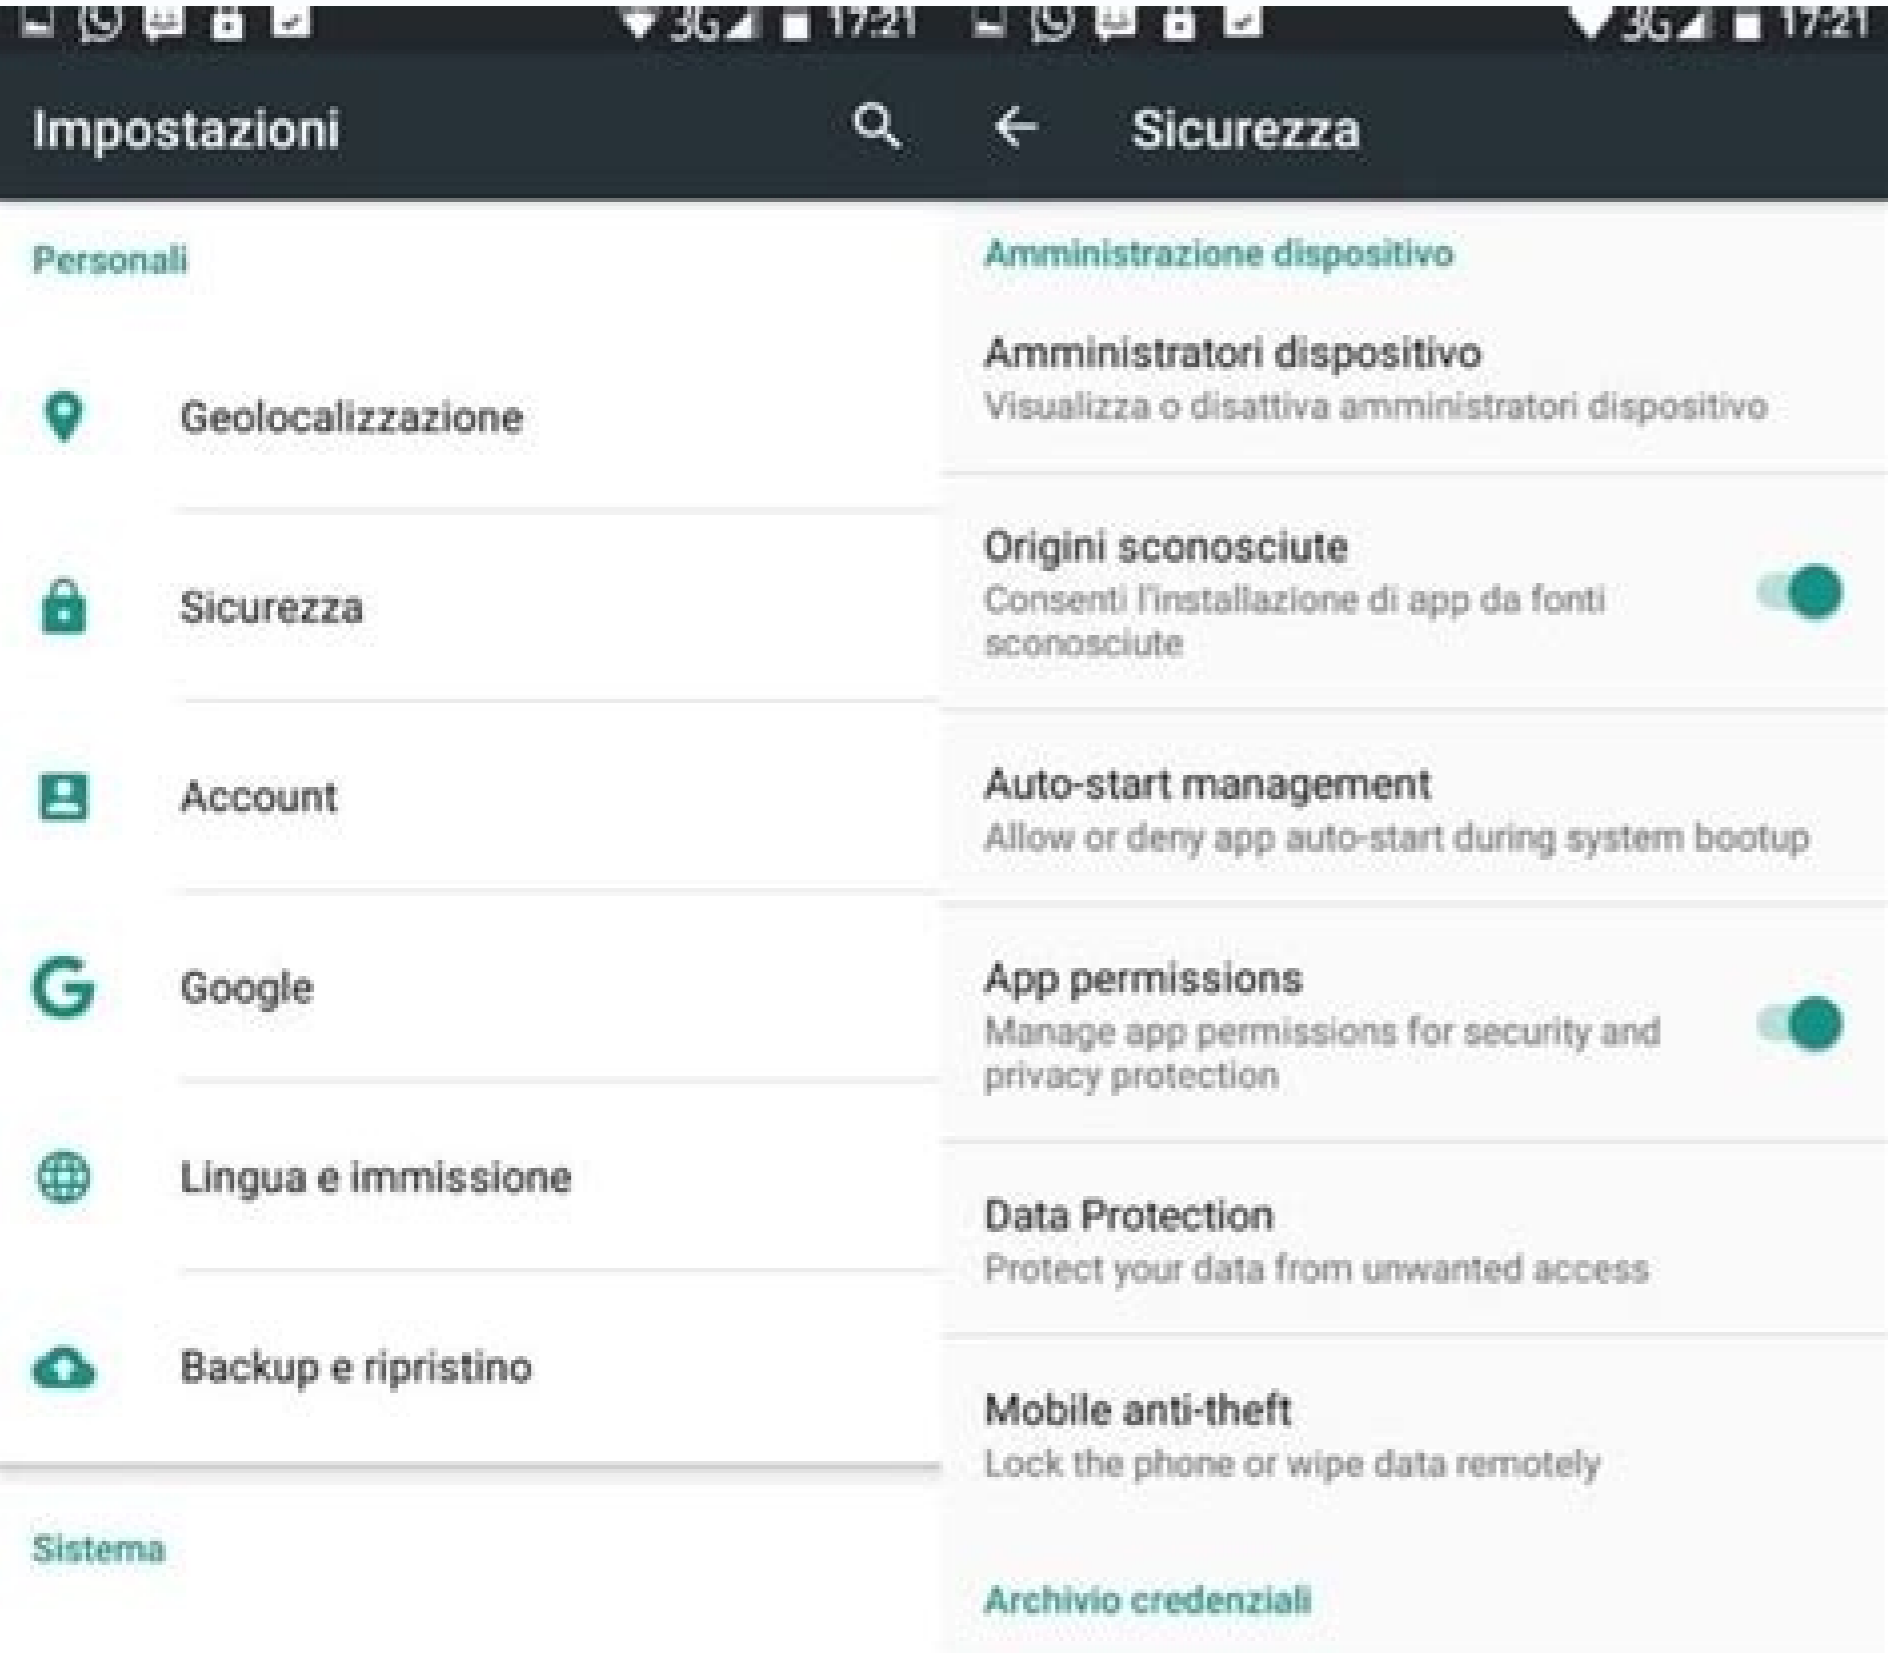 3G 17:21
Impostazioni
Personali
Geolocalizzazione
Sicurezza
Account
Google
Lingua e immissione
Backup e ripristino
Sistema
3G 17:21
Sicurezza
Amministrazione dispositivo
Amministratori dispositivo
Visualizza o disattiva amministratori dispositivo
Origini sconosciute
Consenti l'installazione di app da fonti
sconosciute
Auto-start management
Allow or deny app auto-start during system bootup
App permissions
Manage app permissions for security and
privacy protection
Data Protection
Protect your data from unwanted access
Mobile anti-theft
Lock the phone or wipe data remotely
Archivio credenziali